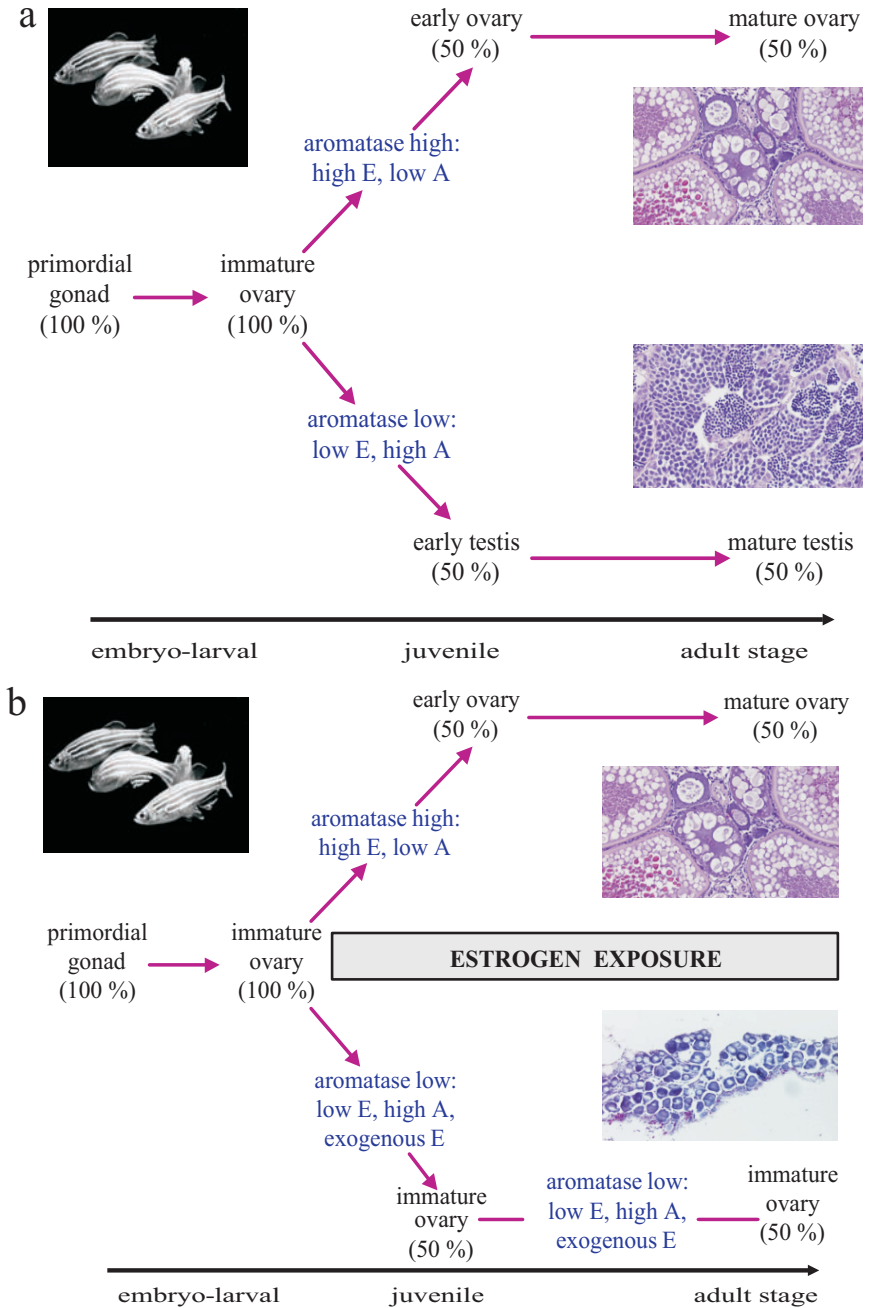 a
early ovary
(50 %)
mature ovary
(50 %)
aromatase high:
high E, low A
primordial
gonad
(100 %)
immature
ovary
(100 %)
aromatase low:
low E, high A
early testis
(50 %)
mature testis
(50 %)
embryo-larval
juvenile
adult stage
b
early ovary
(50 %)
mature ovary
(50 %)
aromatase high:
high E, low A
primordial
gonad
(100 %)
immature
ovary
(100 %)
ESTROGEN EXPOSURE
aromatase low:
low E, high A,
exogenous E
immature
ovary
(50 %)
aromatase low:
low E, high A,
exogenous E
immature
ovary
(50 %)
embryo-larval
juvenile
adult stage